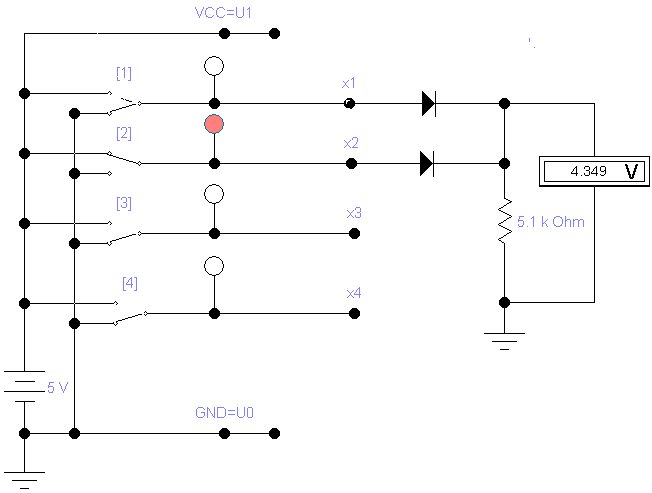 VCC=U1
[1]
x1
[2]
x2
4.349 V
[3]
x3
5.1 k Ohm
[4]
x4
5 V
GND=U0